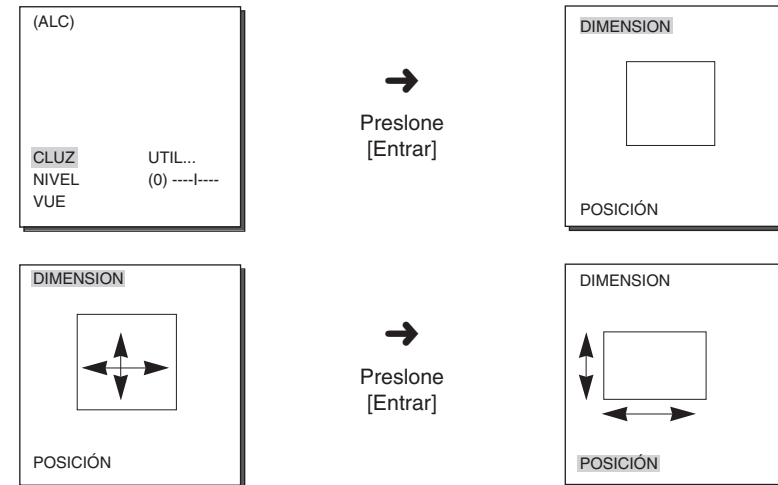 (ALC)
CLUZ UTIL...
NIVEL (0) ----I----
VUE
Preslone
[Entrar]
DIMENSION
POSICIÓN
DIMENSION
POSICIÓN
Preslone
[Entrar]
DIMENSION
POSICIÓN